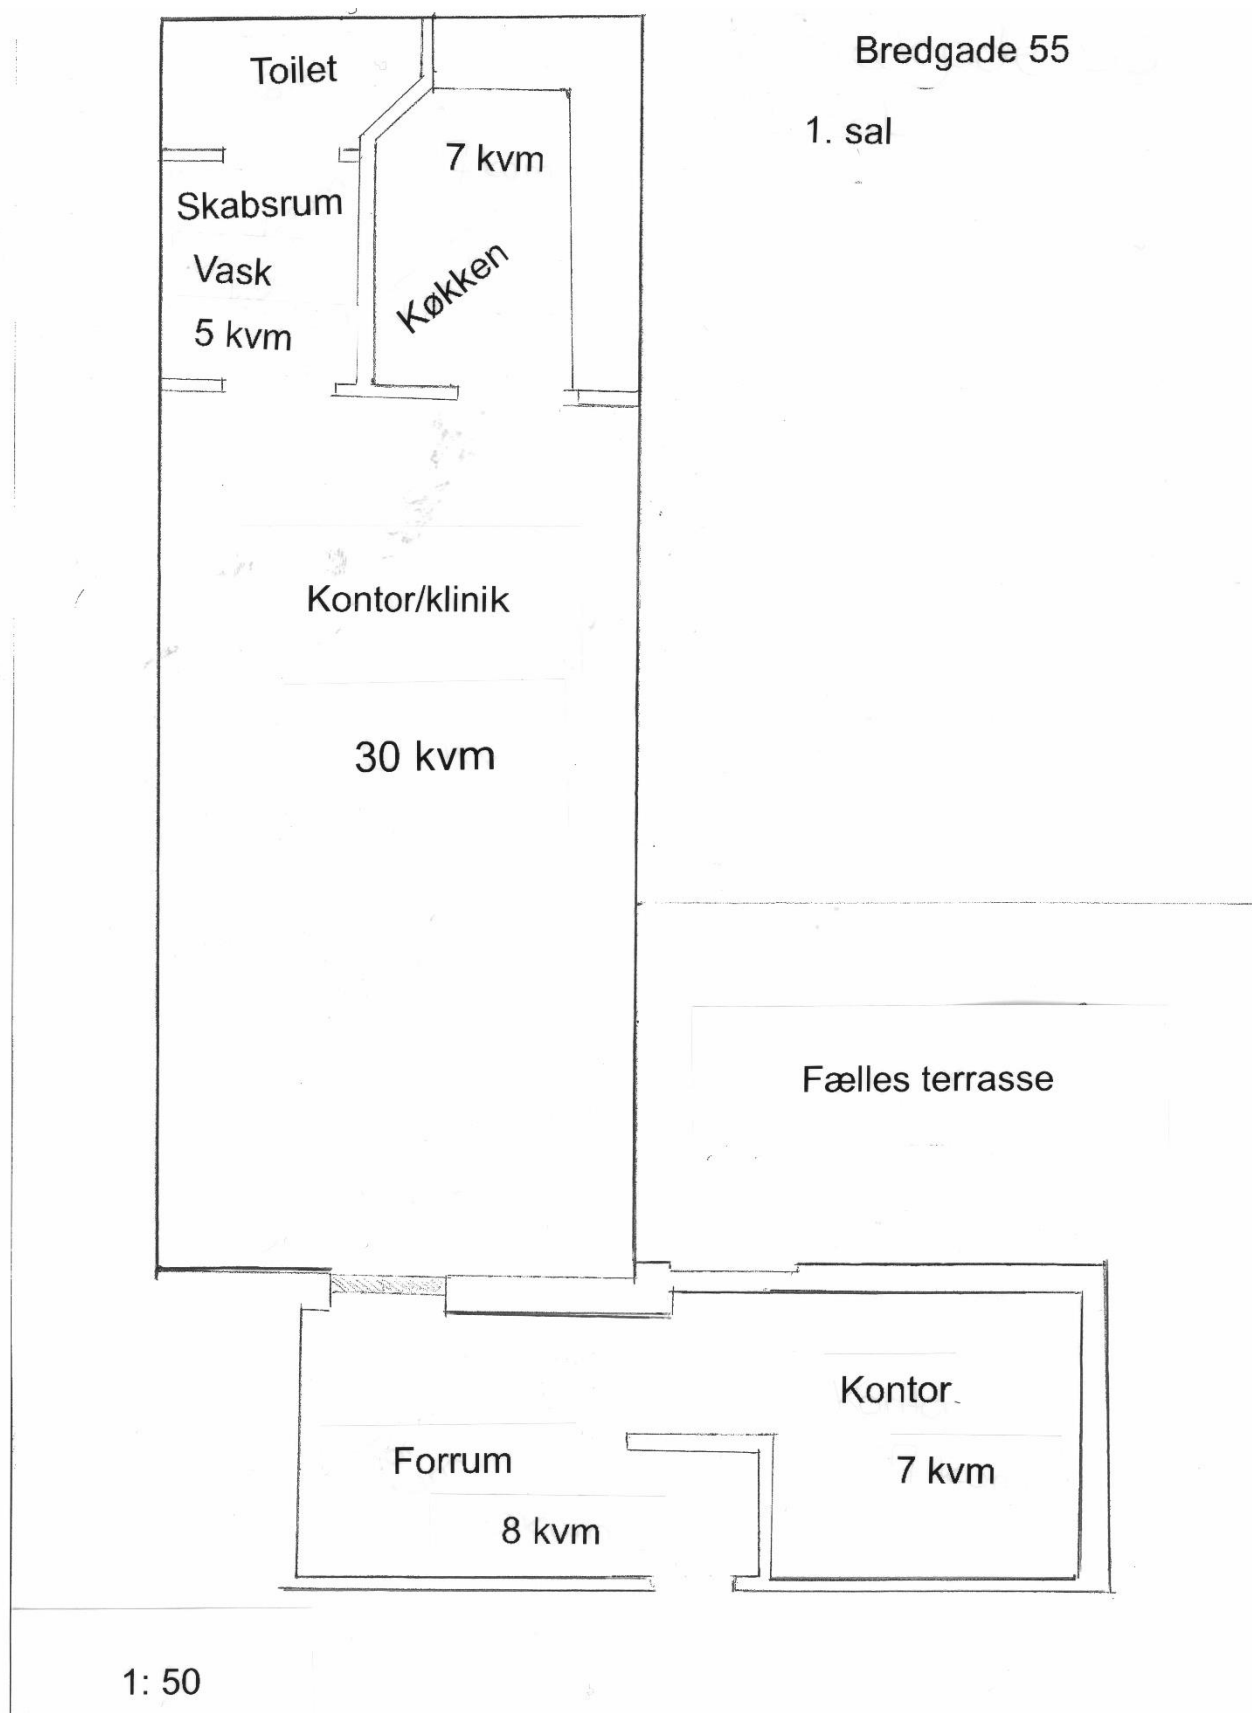 Bredgade 55
1. sal
Toilet
7 kvm
Skabsrum
Vask
Køkken
5 kvm
Kontor/klinik
30 kvm
Fælles terrasse
Kontor
Forrum
7 kvm
8 kvm
1: 50